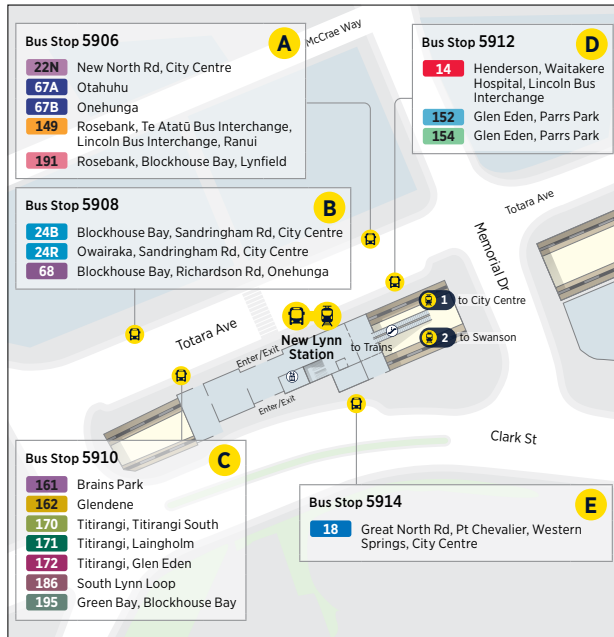 McCrae Way
Bus Stop 5906
A
22N New North Rd, City Centre
67A Otahuhu
67B Onehunga
149 Rosebank, Te Atatū Bus Interchange,
Lincoln Bus Interchange, Ranui
191 Rosebank, Blockhouse Bay, Lynfield
Bus Stop 5912
D
14 Henderson, Waitakere
Hospital, Lincoln Bus
Interchange
152 Glen Eden, Parrs Park
154 Glen Eden, Parrs Park
Bus Stop 5908
B
24B Blockhouse Bay, Sandringham Rd, City Centre
24R Owairaka, Sandringham Rd, City Centre
68 Blockhouse Bay, Richardson Rd, Onehunga
Totara Ave
Memorial Dr
1 to City Centre
2 to Swanson
Totara Ave
New Lynn
Station
to Trains
Enter/Exit
Enter/Exit
Clark St
Bus Stop 5910
C
161 Brains Park
162 Glendene
170 Titirangi, Titirangi South
171 Titirangi, Laingholm
172 Titirangi, Glen Eden
186 South Lynn Loop
195 Green Bay, Blockhouse Bay
Bus Stop 5914
E
18 Great North Rd, Pt Chevalier, Western
Springs, City Centre